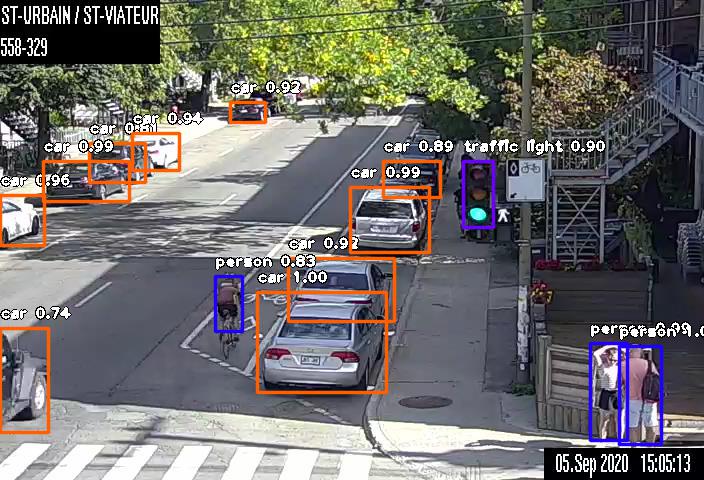 ST-URBAIN / ST-VIATEUR
558-329
car 0.92
car 0.94
car 0.99
car 0.96
car 0.89
traffic light 0.90
car 0.99
car 0.92
person 0.83
car 1.00
car 0.74
05.Sep 2020 15:05:13